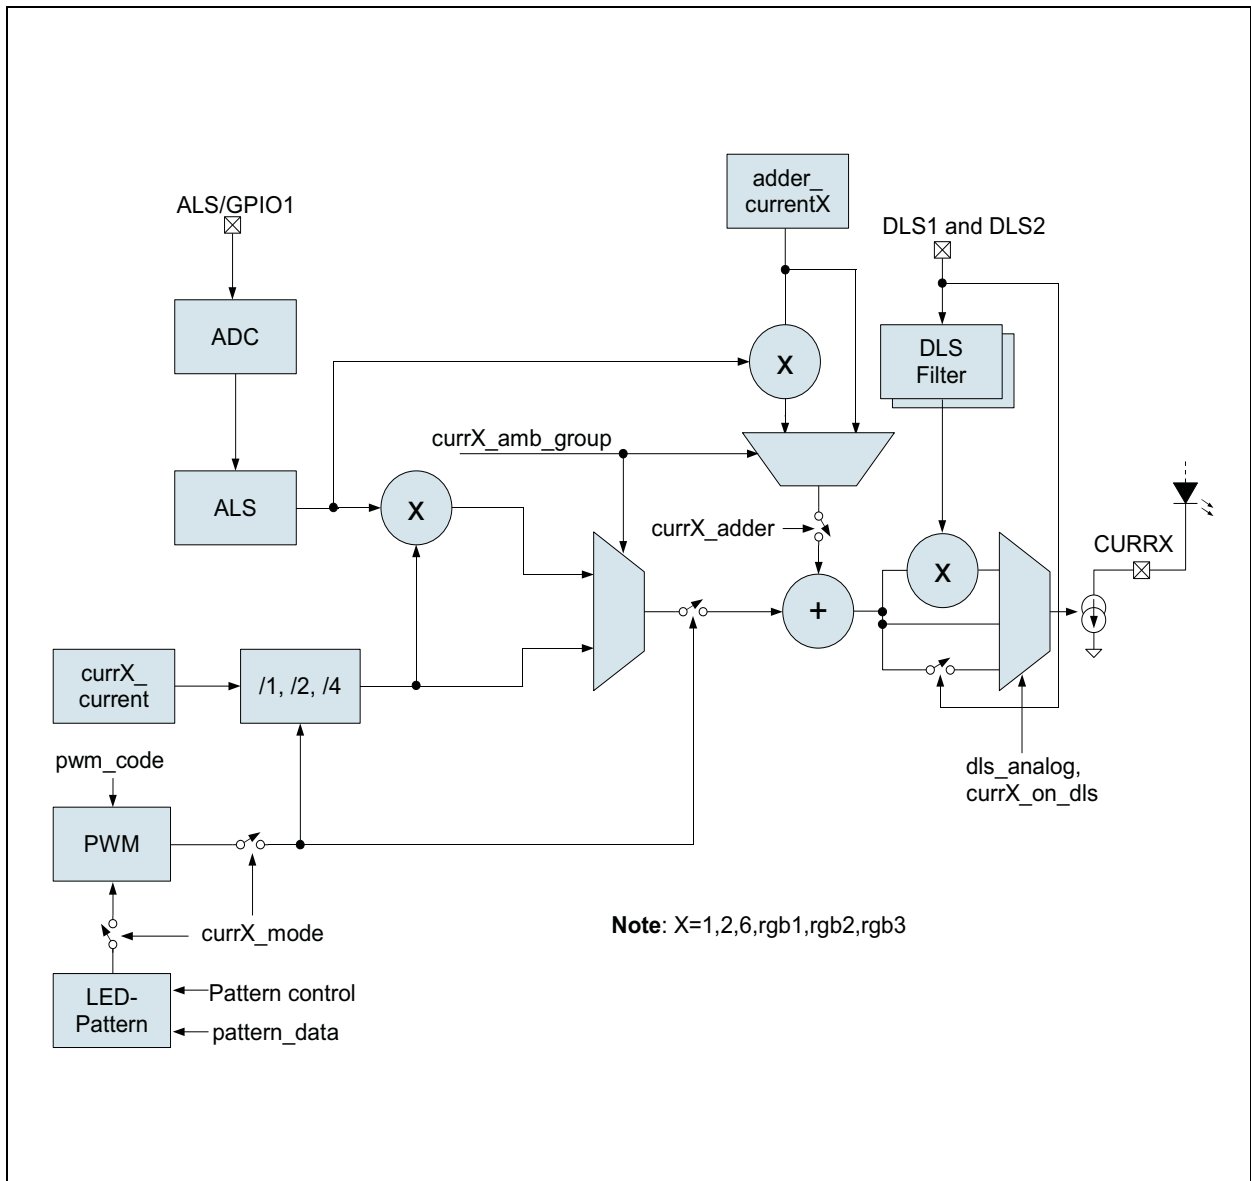 adder_
currentX
ALS/GPIO1
DLS1 and DLS2
ADC
DLS
Filter
X
currX_amb_group
ALS
X
currX_adder
CURRX
X
+
currX_
current
/1, /2, /4
pwm_code
dls_analog,
currX_on_dls
PWM
currX_mode
Note: X=1,2,6,rgb1,rgb2,rgb3
LED-
Pattern
Pattern control
pattern_data